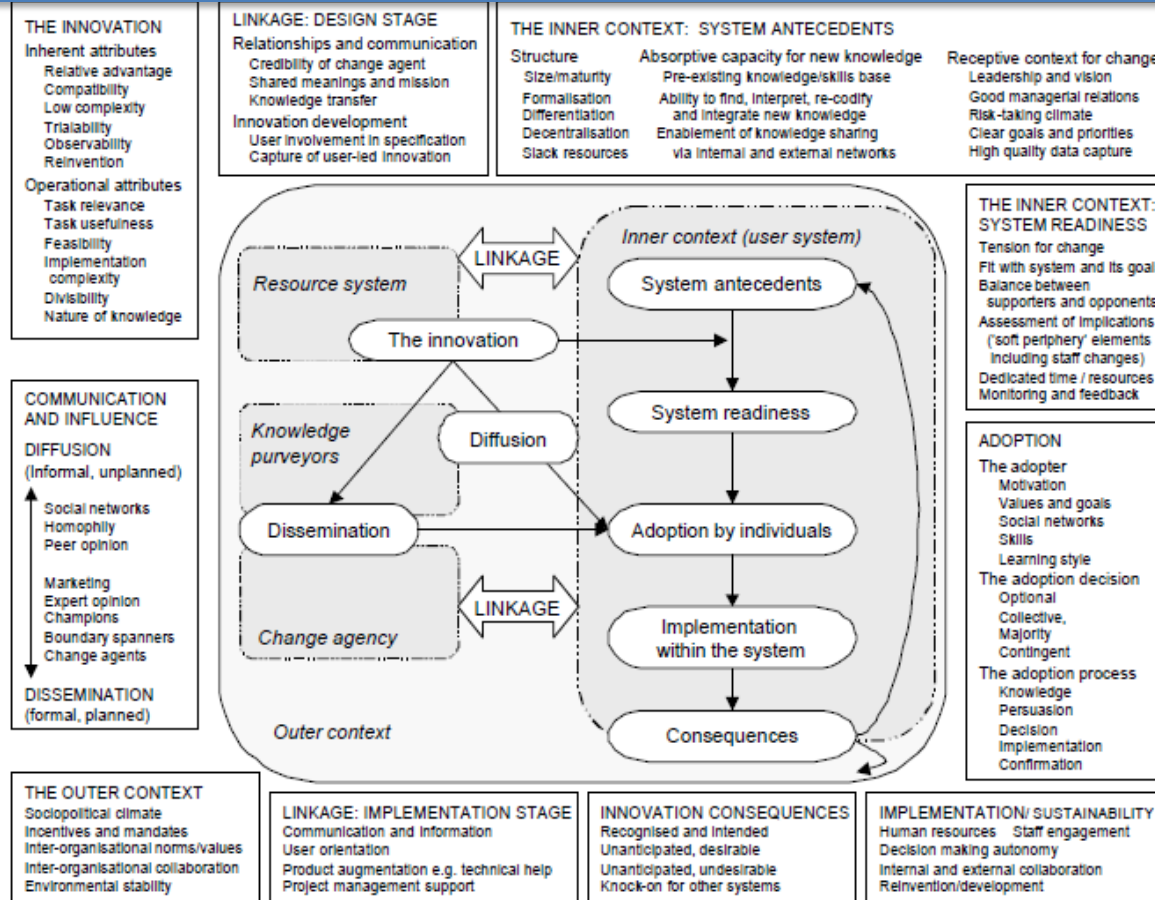 THE INNOVATION
Inherent attributes
Relative advantage
Compatibility
Low complexity
Trialability
Observability
Reinvention
Operational attributes
Task relevance
Task usefulness
Feasibility
Implementation
complexity
Divisibility
Nature of knowledge
LINKAGE: DESIGN STAGE
Relationships and communication
Credibility of change agent
Shared meanings and mission
Knowledge transfer
Innovation development
User involvement in specification
Capture of user-led innovation
THE INNER CONTEXT: SYSTEM ANTECEDENTS
Structure
Size/maturity
Formalisation
Differentiation
Decentralisation
Slack resources
Absorptive capacity for new knowledge
Pre-existing knowledge/skills base
Ability to find, interpret, re-codify
and integrate new knowledge
Enablement of knowledge sharing
via internal and external networks
Receptive context for change
Leadership and vision
Good managerial relations
Risk-taking climate
Clear goals and priorities
High quality data capture
THE INNER CONTEXT:
SYSTEM READINESS
Tension for change
Fit with system and its goal
Balance between
supporters and opponents
Assessment of implications
('soft periphery' elements
including staff changes)
Dedicated time / resources
Monitoring and feedback
COMMUNICATION
AND INFLUENCE
DIFFUSION
(informal, unplanned)
Social networks
Homophily
Peer opinion
Marketing
Expert opinion
Champions
Boundary spanners
Change agents
DISSEMINATION
(formal, planned)
Resource system
LINKAGE
Inner context (user system)
System antecedents
The innovation
System readiness
Knowledge
purveyors
Diffusion
Dissemination
Adoption by individuals
LINKAGE
Change agency
Implementation
within the system
Outer context
Consequences
ADOPTION
The adopter
Motivation
Values and goals
Social networks
Skills
Learning style
The adoption decision
Optional
Collective,
Majority
Contingent
The adoption process
Knowledge
Persuasion
Decision
Implementation
Confirmation
THE OUTER CONTEXT
Sociopolitical climate
Incentives and mandates
Inter-organisational norms/values
Inter-organisational collaboration
Environmental stability
LINKAGE: IMPLEMENTATION STAGE
Communication and information
User orientation
Product augmentation e.g. technical help
Project management support
INNOVATION CONSEQUENCES
Recognised and intended
Unanticipated, desirable
Unanticipated, undesirable
Knock-on for other systems
IMPLEMENTATION/ SUSTAINABILITY
Human resources Staff engagement
Decision making autonomy
Internal and external collaboration
Reinvention/development